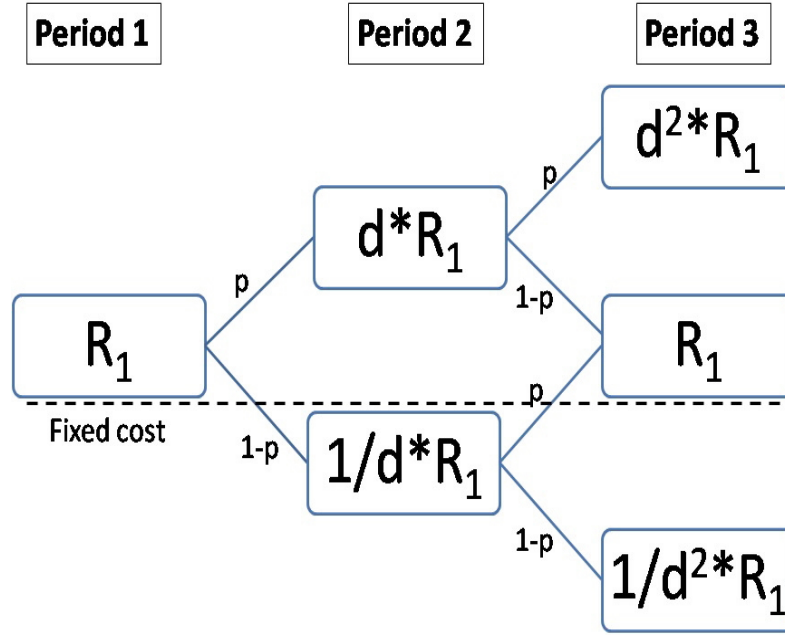 Period 1
Period 2
Period 3
d²*R₁
p
d*R₁
p
1-p
R₁
R₁
p
Fixed cost
1-p
1/d*R₁
1-p
1/d²*R₁